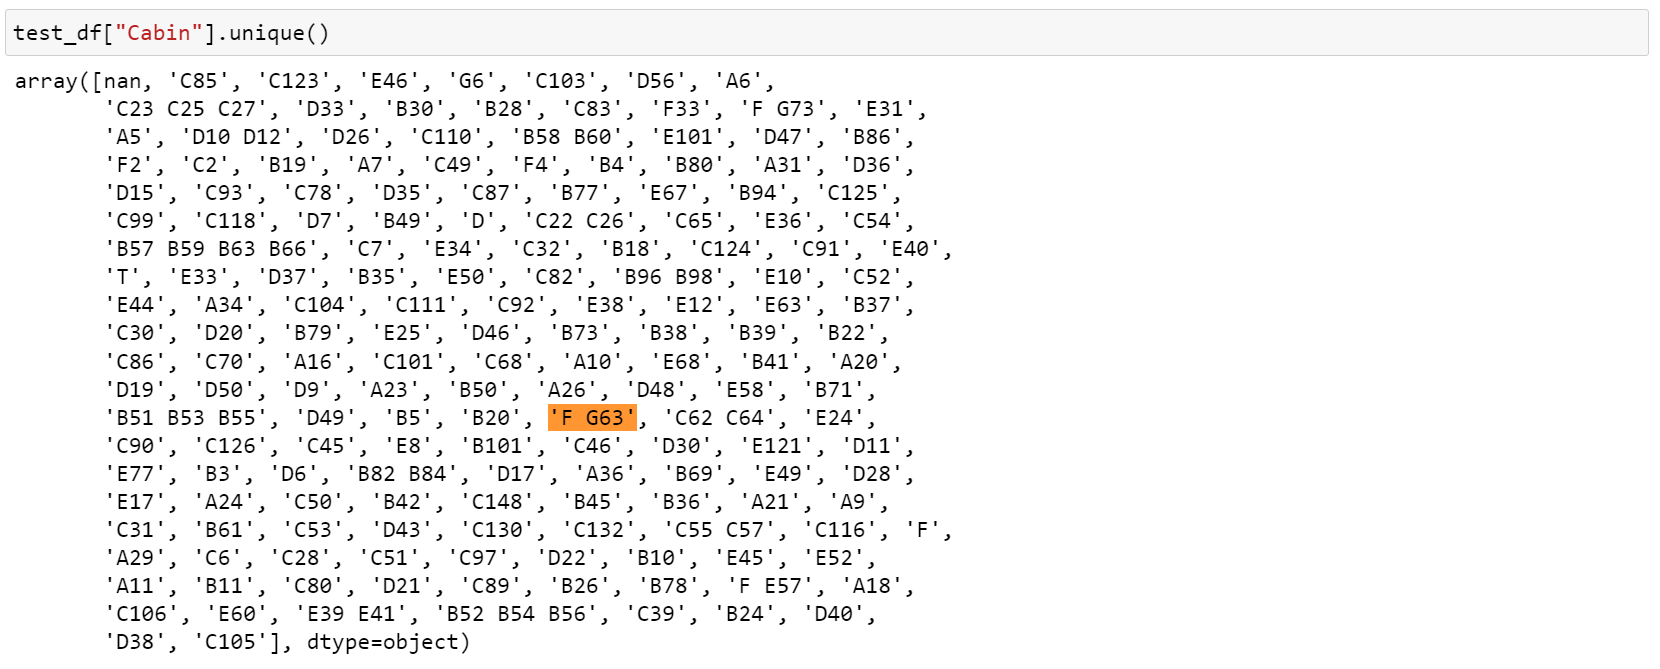 test_df["Cabin"].unique()
array([nan, 'C85', 'C123', 'E46', 'G6', 'C103', 'D56', 'A6',
'C23 C25 C27', 'D33', 'B30', 'B28', 'C83', 'F33', 'F G73', 'E31',
'A5', 'D10 D12', 'D26', 'C110', 'B58 B60', 'E101', 'D47', 'B86',
'F2', 'C2', 'B19', 'A7', 'C49', 'F4', 'B4', 'B80', 'A31', 'D36',
'D15', 'C93', 'C78', 'D35', 'C87', 'B77', 'E67', 'B94', 'C125',
'C99', 'C118', 'D7', 'B49', 'D', 'C22 C26', 'C65', 'E36', 'C54',
'B57 B59 B63 B66', 'C7', 'E34', 'C32', 'B18', 'C124', 'C91', 'E40',
'T', 'E33', 'D37', 'B35', 'E50', 'C82', 'B96 B98', 'E10', 'C52',
'E44', 'A34', 'C104', 'C111', 'C92', 'E38', 'E12', 'E63', 'B37',
'C30', 'D20', 'B79', 'E25', 'D46', 'B73', 'B38', 'B39', 'B22',
'C86', 'C70', 'A16', 'C101', 'C68', 'A10', 'E68', 'B41', 'A20',
'D19', 'D50', 'D9', 'A23', 'B50', 'A26', 'D48', 'E58', 'B71',
'B51 B53 B55', 'D49', 'B5', 'B20', 'F G63', 'C62 C64', 'E24',
'C90', 'C126', 'C45', 'E8', 'B101', 'C46', 'D30', 'E121', 'D11',
'E77', 'B3', 'D6', 'B82 B84', 'D17', 'A36', 'B69', 'E49', 'D28',
'E17', 'A24', 'C50', 'B42', 'C148', 'B45', 'B36', 'A21', 'A9',
'C31', 'B61', 'C53', 'D43', 'C130', 'C132', 'C55 C57', 'C116', 'F',
'A29', 'C6', 'C28', 'C51', 'C97', 'D22', 'B10', 'E45', 'E52',
'A11', 'B11', 'C80', 'D21', 'C89', 'B26', 'B78', 'F E57', 'A18',
'C106', 'E60', 'E39 E41', 'B52 B54 B56', 'C39', 'B24', 'D40',
'D38', 'C105'], dtype=object)